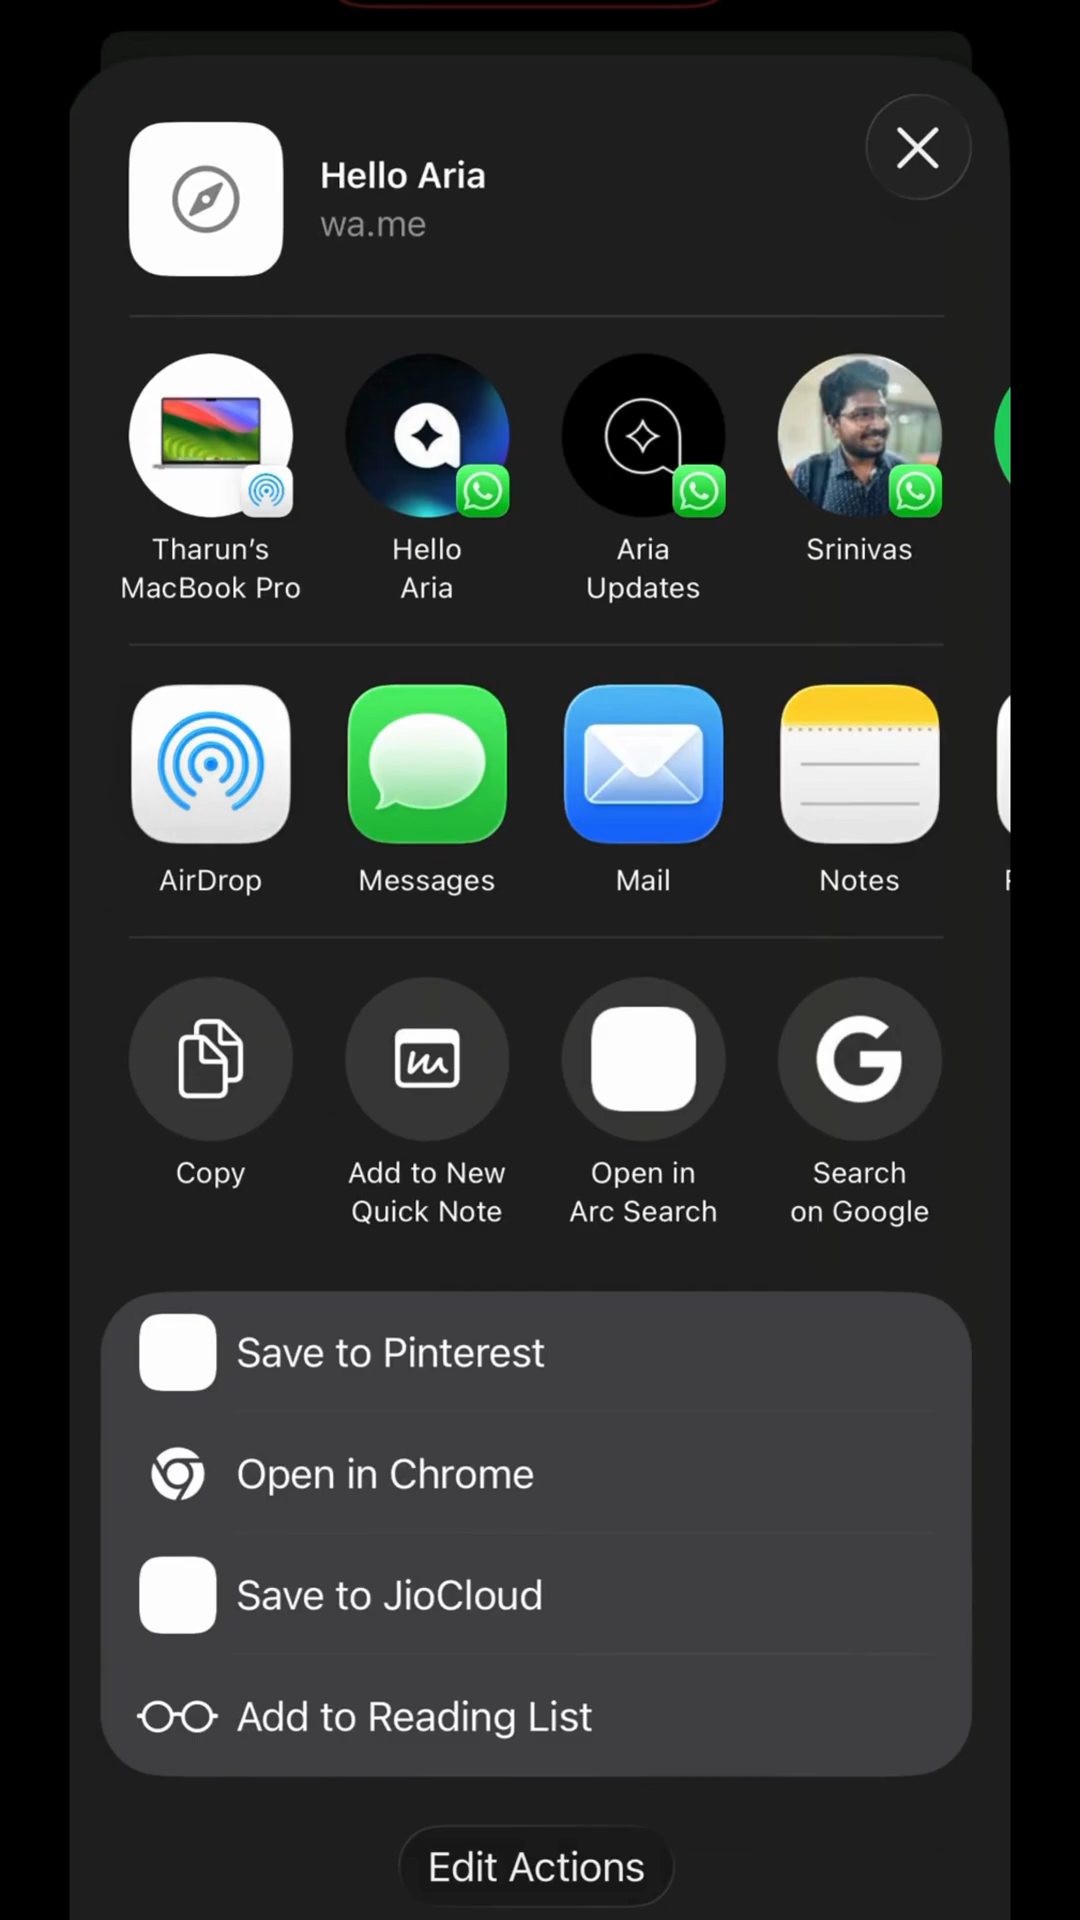 Hello Aria
wa.me
Tharun's
MacBook Pro
Hello
Aria
Aria
Updates
Srinivas
AirDrop
Messages
Mail
Notes
Copy
Add to New
Quick Note
Open in
Arc Search
Search
on Google
Save to Pinterest
Open in Chrome
Save to JioCloud
Add to Reading List
Edit Actions